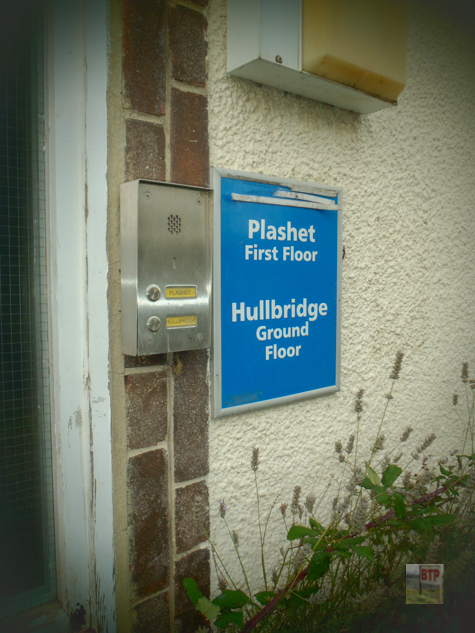 Plashet
First Floor
Hullbridge
Ground
Floor
PLASHET
HULLBRIDGE
BTP